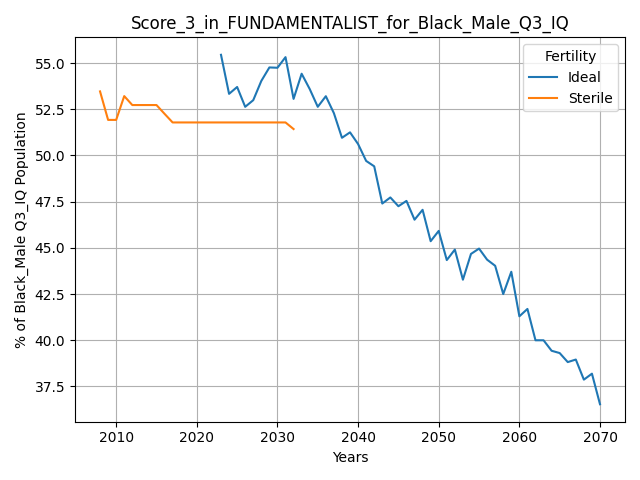 Score_3_in_FUNDAMENTALIST_for_Black_Male_Q3_IQ
Fertility
Ideal
Sterile
% of Black_Male Q3_IQ Population
55.0
52.5
50.0
47.5
45.0
42.5
40.0
37.5
2010 2020 2030 2040 2050 2060 2070
Years